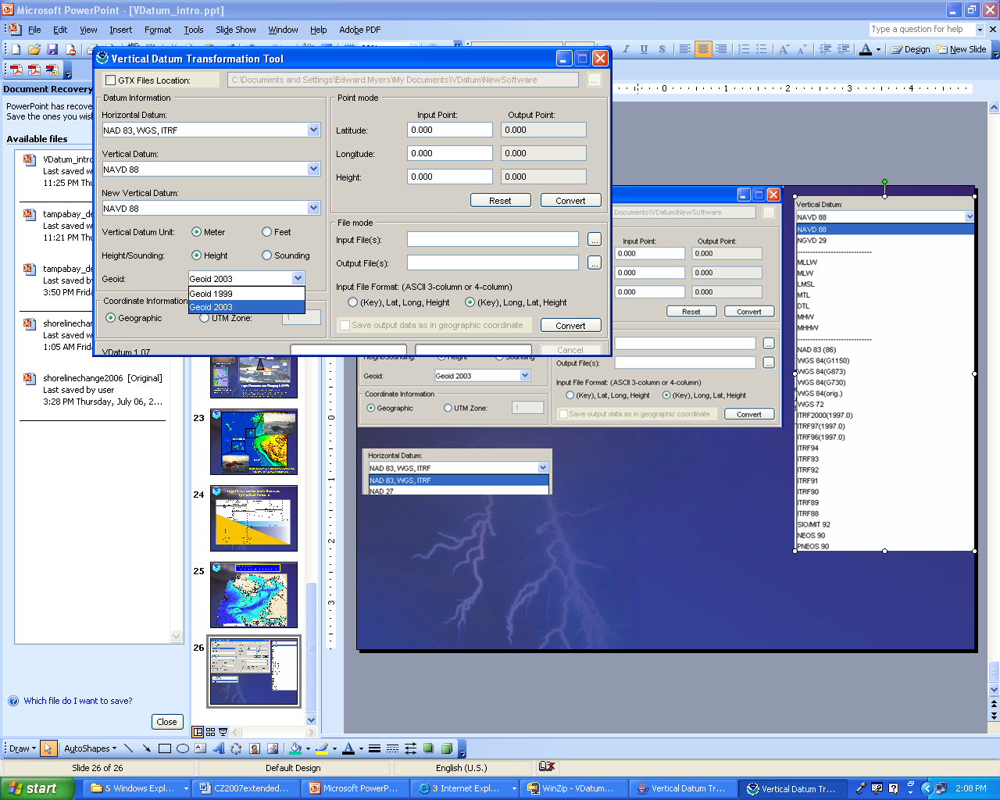 Microsoft PowerPoint - [VDatum_intro.ppt]
File Edit View Insert Format Tools Slide Show Window Help Adobe PDF
Type a question for help
Design New Slide
Document Recovery
PowerPoint has recove
Save the ones you wish
Available files
VDatum_intro
Last saved
11:25 PM Thu
tampabay_de
Last saved
11:21 PM Thu
tampabay_de
Last saved
3:50 PM Frida
shorelinechan
Last saved
1:05 AM Frida
shorelinechange2006 [Original]
Last saved by user
3:28 PM Thursday, July 06, 2...
Which file do I want to save?
Close
Vertical Datum Transformation Tool
GTX Files Location: C:\Documents and Settings\Edward.Myers\My Documents\VDatum\NewSoftware ...
Datum Information
Horizontal Datum:
NAD 83, WGS, ITRF
Vertical Datum:
NAVD 88
New Vertical Datum:
NAVD 88
Vertical Datum Unit: Meter Feet
Height/Sounding: Height Sounding
Geoid: Geoid 2003
Geoid 1999
Geoid 2003
Coordinate Information
Geographic UTM Zone: 1
VDatum 1.07
Point mode
Input Point: Output Point:
Latitude: 0.000 0.000
Longitude: 0.000 0.000
Height: 0.000 0.000
Reset Convert
File mode
Input File(s): ...
Output File(s): ...
Input File Format: (ASCII 3-column or 4-column)
(Key), Lat, Long, Height (Key), Long, Lat, Height
Save output data as in geographic coordinate Convert
Cancel
1 2 3 4
0
1
2
3
23
24
25
26
Documents\VDatum\NewSoftware ...
Input Point: Output Point:
0.000 0.000
0.000 0.000
0.000 0.000
Reset Convert
...
Height/Sounding: Height Sounding
Output File(s): ...
Geoid: Geoid 2003
Input File Format: (ASCII 3-column or 4-column)
Coordinate Information
(Key), Lat, Long, Height (Key), Long, Lat, Height
Geographic UTM Zone: 1
Save output data as in geographic coordinate Convert
Horizontal Datum:
NAD 83, WGS, ITRF
NAD 83, WGS, ITRF
NAD 27
Vertical Datum:
NAVD 88
NAVD 88
NGVD 29
------------------------------
MLLW
MLW
LMSL
MTL
DTL
MHW
MHHW
------------------------------
NAD 83 (86)
WGS 84(G1150)
WGS 84(G873)
WGS 84(G730)
WGS 84(orig.)
WGS 72
ITRF2000(1997.0)
ITRF97(1997.0)
ITRF96(1997.0)
ITRF94
ITRF93
ITRF92
ITRF91
ITRF90
ITRF89
ITRF88
SIO/MIT 92
NEOS 90
PNEOS 90
Draw AutoShapes
Slide 26 of 26 Default Design English (U.S.)
start 5 Windows Expl... CZ2007extended... Microsoft PowerP... 3 Internet Expl... WinZip - VDatum... Vertical Datum Tr... Vertical Datum Tr... 2:08 PM